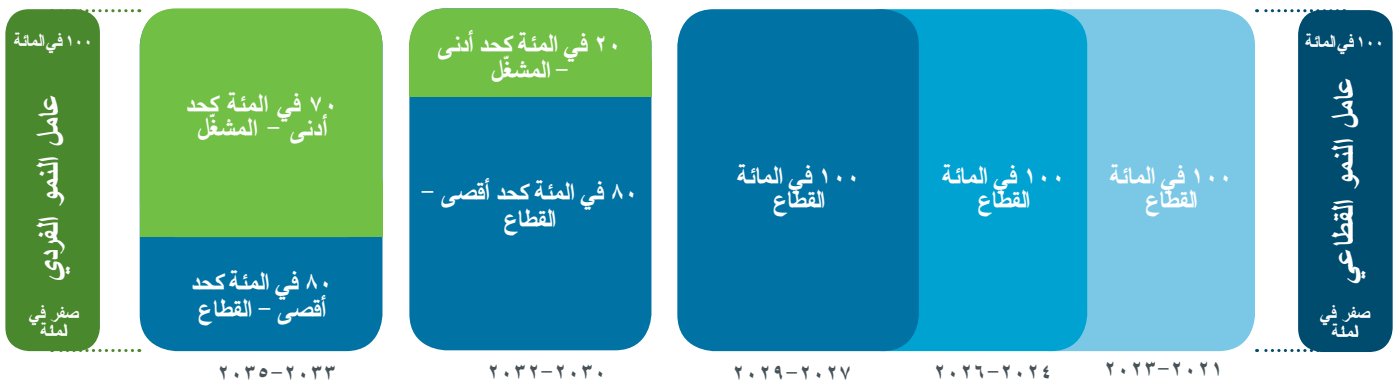 ١٠٠ في المائة
عامل النمو القطاعي
صفر في
لمئة
١٠٠ في المائة
القطاع
٢٠٢١–٢٠٢٣
١٠٠ في المائة
القطاع
٢٠٢٤–٢٠٢٦
١٠٠ في المائة
القطاع
٢٠٢٧–٢٠٢٩
٢٠ في المئة كحد أدنى
– المشغّل
٨٠ في المئة كحد أقصى –
القطاع
٢٠٣٠–٢٠٣٢
٧٠ في المئة كحد
أدنى – المشغّل
٨٠ في المئة كحد
أقصى – القطاع
٢٠٣٣–٢٠٣٥
١٠٠ في المائة
عامل النمو الفردي
صفر في
لمئة